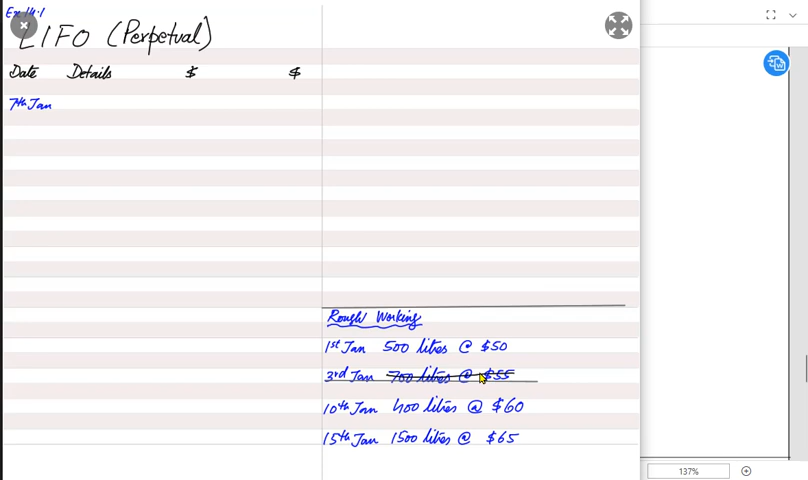 Ex 14.1
LIFO (Perpetual)
Date Details $ $
7th Jan
Rough Working
1st Jan 500 litres @ $50
3rd Jan 700 litres @ $55
10th Jan 400 litres @ $60
15th Jan 1500 litres @ $65
137%